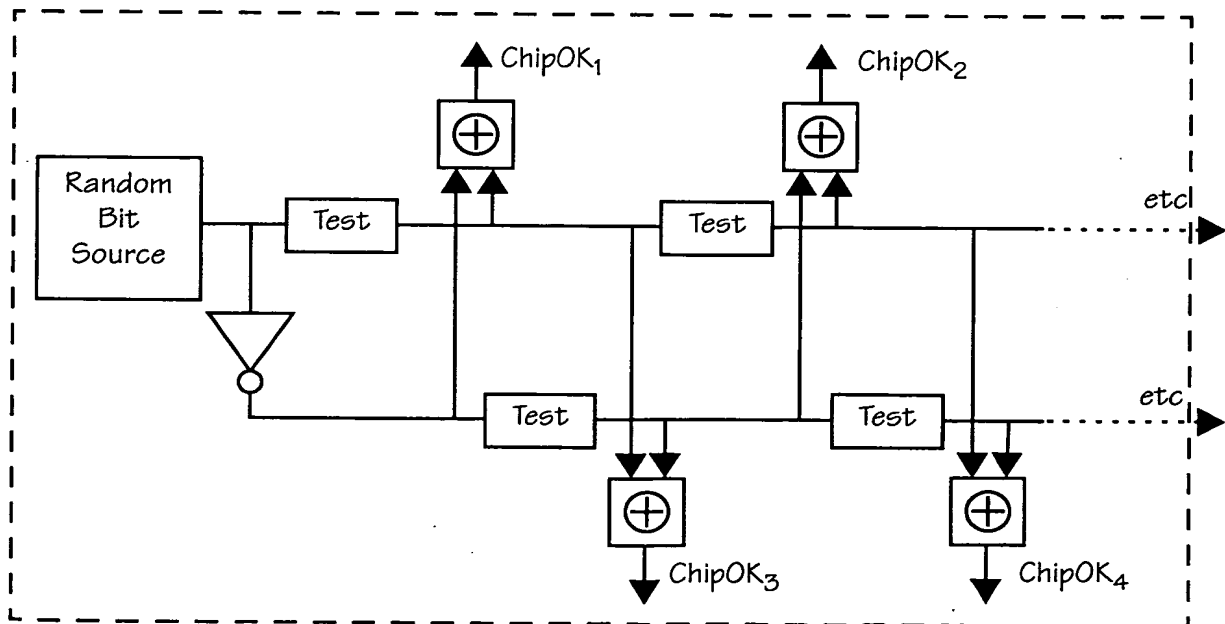 ChipOK1
ChipOK2
Random
Bit
Source
Test
Test
etc
Test
Test
etc
ChipOK3
ChipOK4